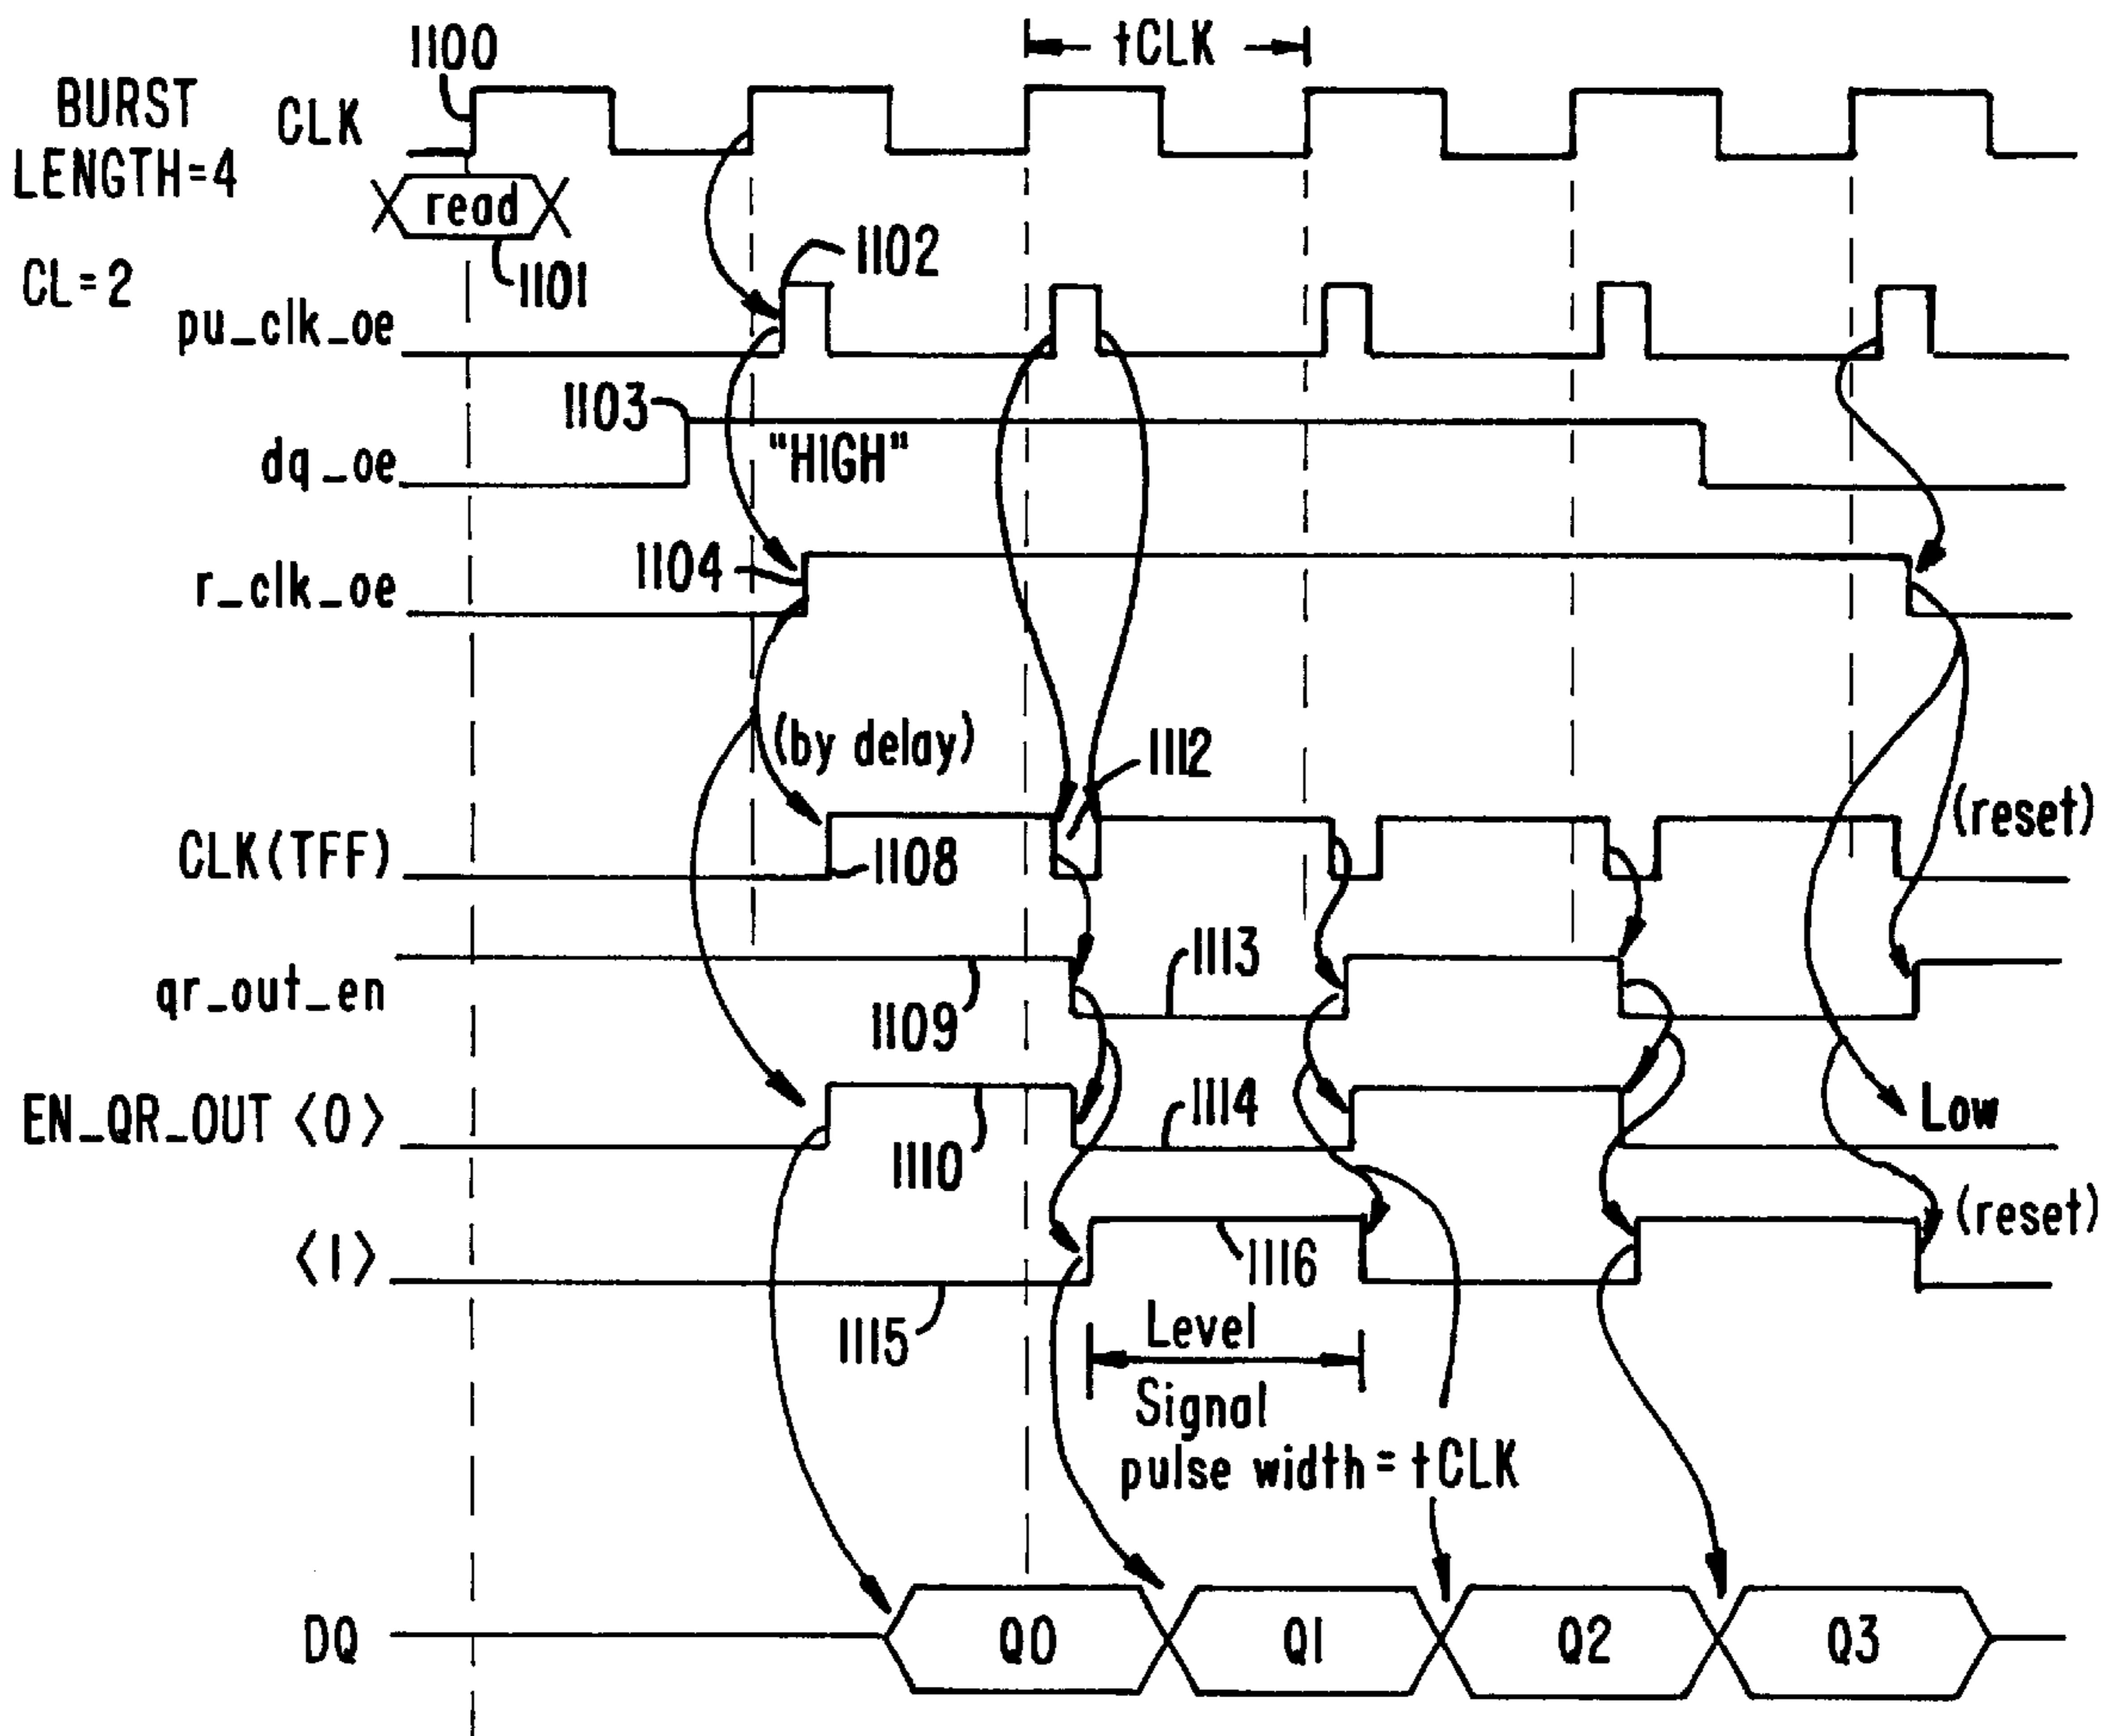 1100
tCLK
BURST
LENGTH=4
CLK
read
1101
CL=2
1102
pu_clk_oe
1103
"HIGH"
dq_oe
1104
r_clk_oe
(by delay)
1112
(reset)
CLK(TFF)
1108
1113
qr_out_en
1109
EN_QR_OUT <0>
1114
Low
1110
(reset)
<1>
1116
1115
Level
Signal
pulse width = tCLK
DQ
Q0
Q1
Q2
Q3